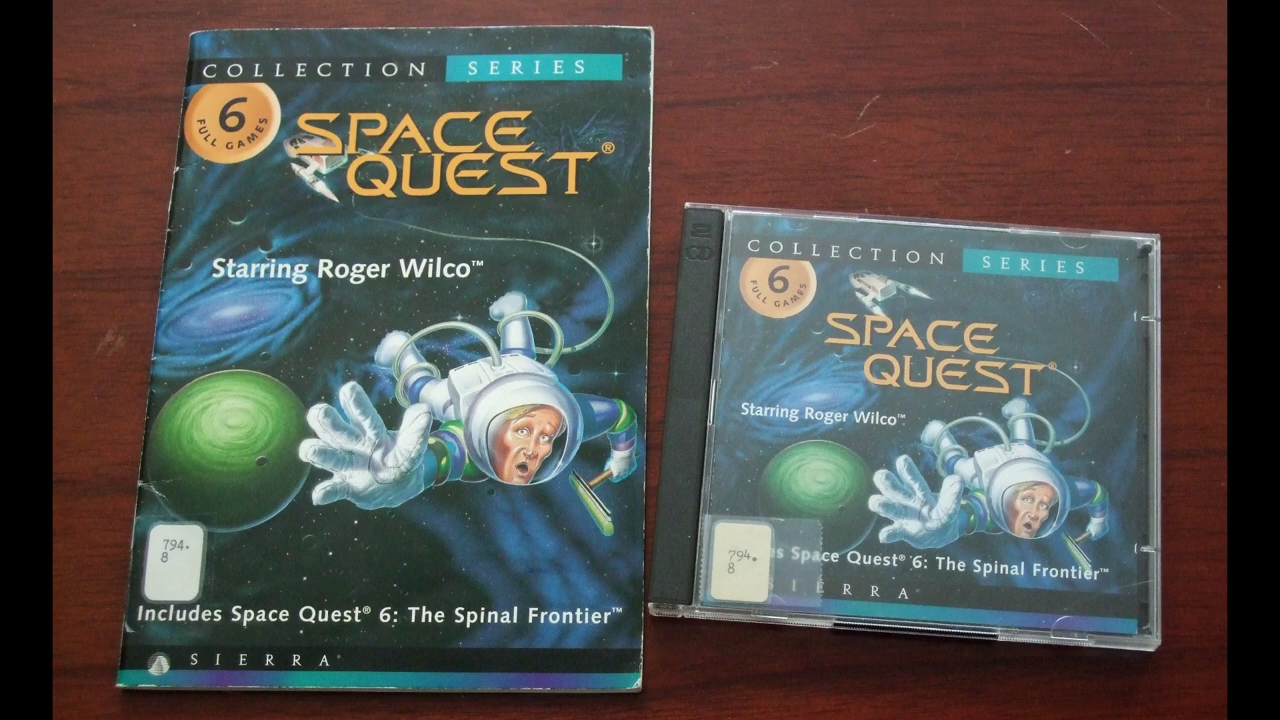 COLLECTION SERIES
6
FULL GAMES
SPACE
QUEST®
Starring Roger Wilco™
794.
8
Includes Space Quest® 6: The Spinal Frontier™
SIERRA®
COLLECTION SERIES
6
FULL GAMES
SPACE
QUEST®
Starring Roger Wilco™
794.
8
es Space Quest® 6: The Spinal Frontier™
SIERRA®